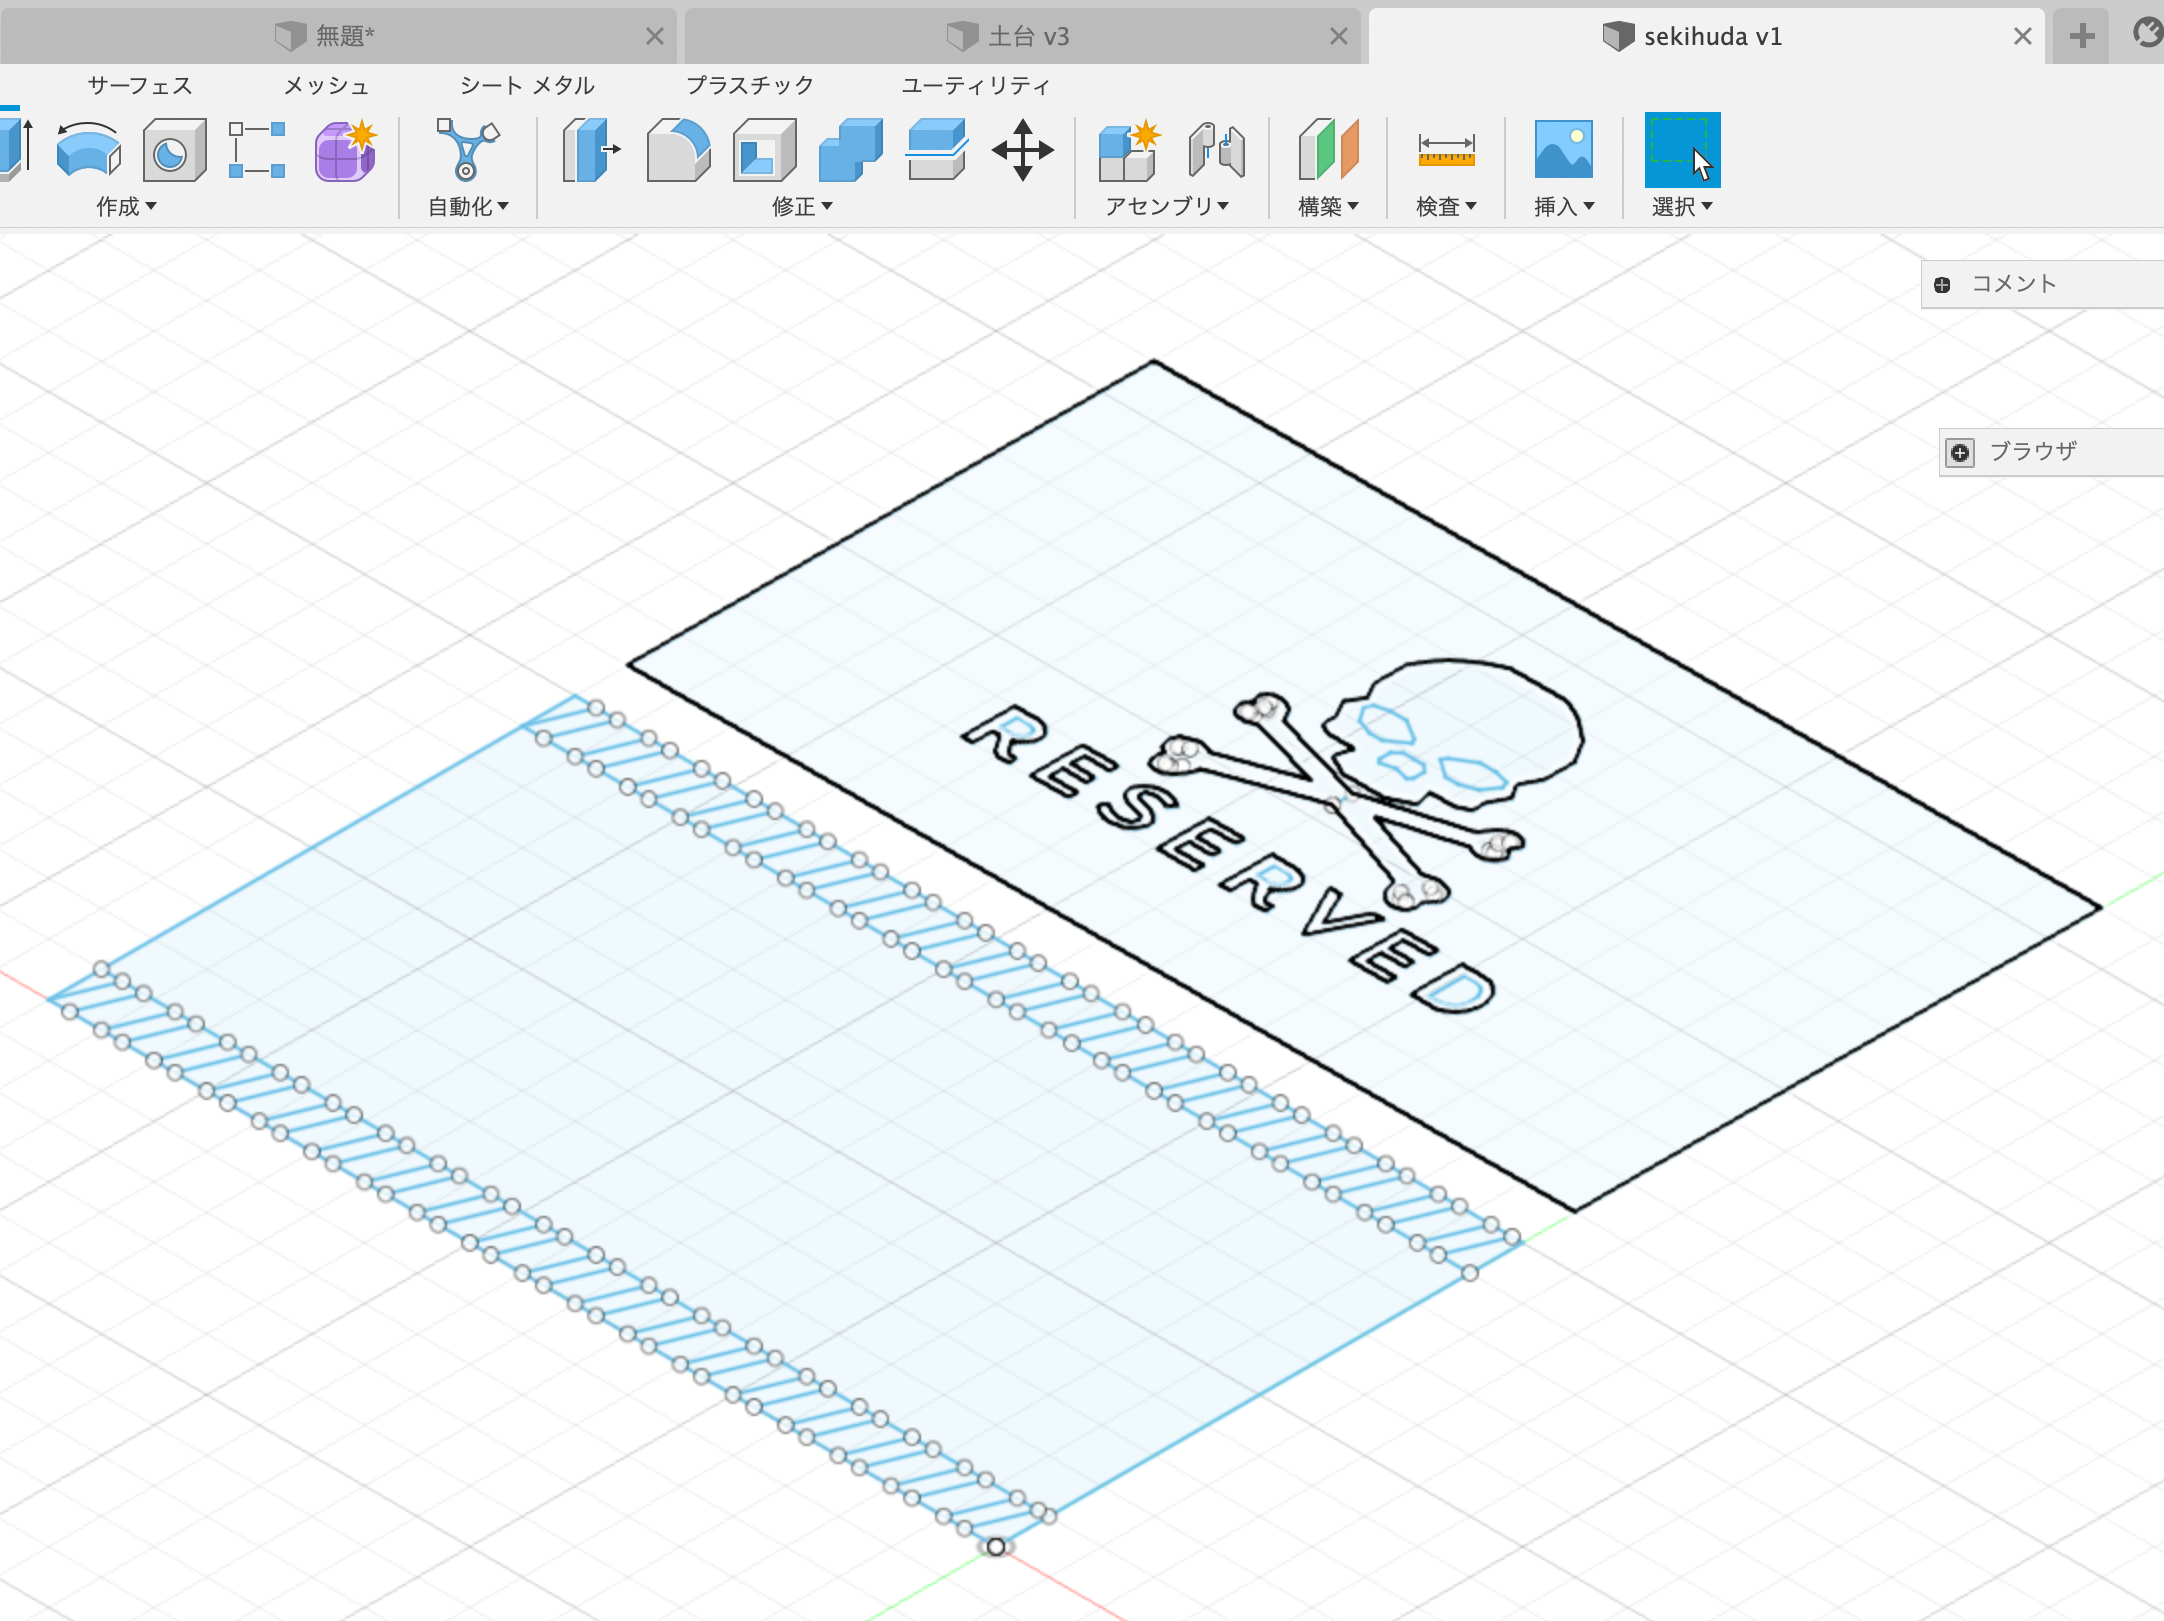 無題*
土台 v3
sekihuda v1
サーフェス メッシュ シート メタル プラスチック ユーティリティ
作成 自動化 修正 アセンブリ 構築 検査 挿入 選択
コメント
ブラウザ
RESERVED